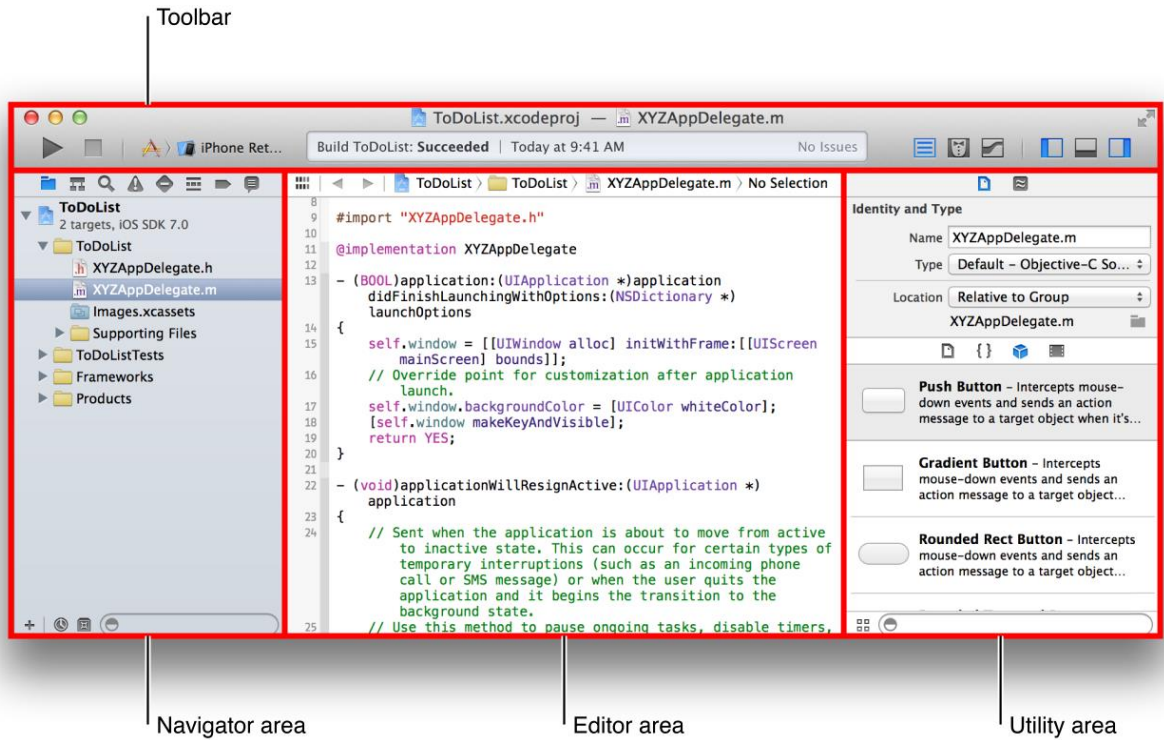 Toolbar
ToDoList.xcodeproj — XYZAppDelegate.m
iPhone Ret...
Build ToDoList: Succeeded | Today at 9:41 AM
No Issues
ToDoList
2 targets, iOS SDK 7.0
ToDoList
XYZAppDelegate.h
XYZAppDelegate.m
Images.xcassets
Supporting Files
ToDoListTests
Frameworks
Products
ToDoList 〉 ToDoList 〉 XYZAppDelegate.m 〉 No Selection
8
9 #import "XYZAppDelegate.h"
10
11 @implementation XYZAppDelegate
12
13 - (BOOL)application:(UIApplication *)application
didFinishLaunchingWithOptions:(NSDictionary *)
launchOptions
14 {
15 self.window = [[UIWindow alloc] initWithFrame:[[UIScreen
mainScreen] bounds]];
16 // Override point for customization after application
launch.
17 self.window.backgroundColor = [UIColor whiteColor];
18 [self.window makeKeyAndVisible];
19 return YES;
20 }
21
22 - (void)applicationWillResignActive:(UIApplication *)
application
23 {
24 // Sent when the application is about to move from active
to inactive state. This can occur for certain types of
temporary interruptions (such as an incoming phone
call or SMS message) or when the user quits the
application and it begins the transition to the
background state.
25 // Use this method to pause ongoing tasks, disable timers,
Identity and Type
Name XYZAppDelegate.m
Type Default - Objective-C So...
Location Relative to Group
XYZAppDelegate.m
{ }
Push Button - Intercepts mouse-
down events and sends an action
message to a target object when it's...
Gradient Button - Intercepts
mouse-down events and sends an
action message to a target object...
Rounded Rect Button - Intercepts
mouse-down events and sends an
action message to a target object...
Navigator area
Editor area
Utility area